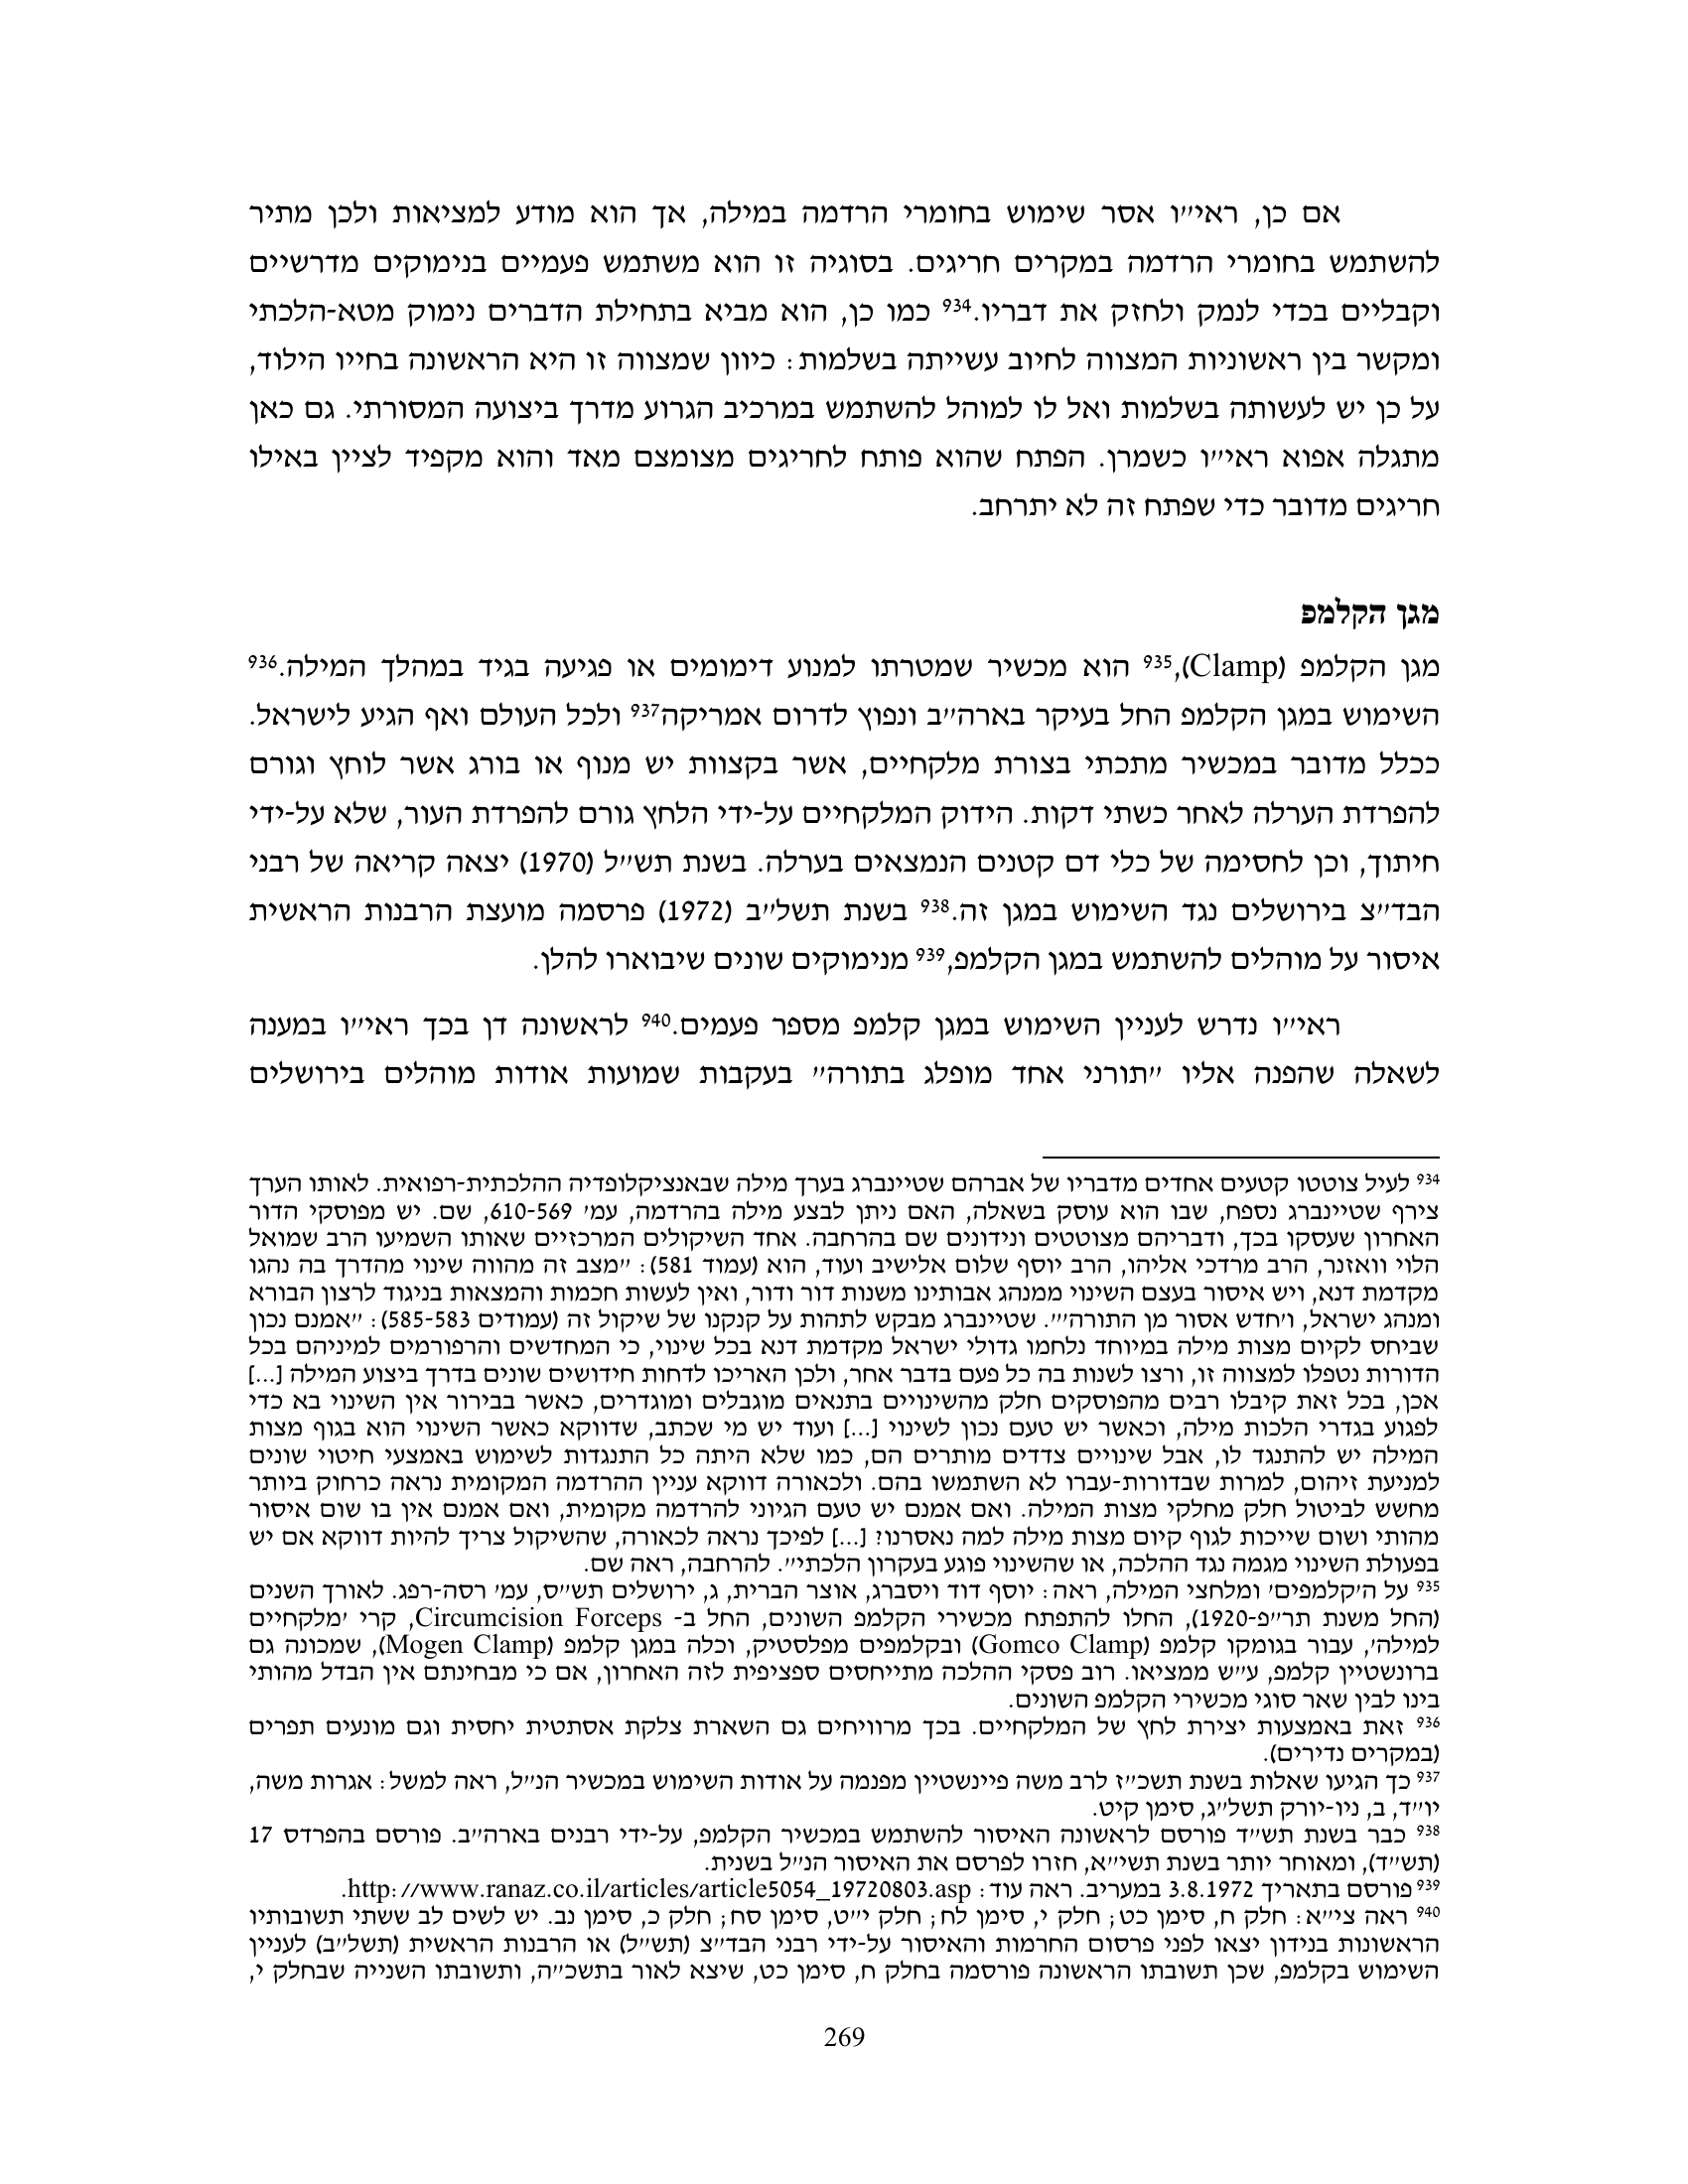 אם כן, ראי״ו אסר שימוש בחומרי הרדמה במילה, אך הוא מודע למציאות ולכן מתיר
להשתמש בחומרי הרדמה במקרים חריגים. בסוגיה זו הוא משתמש פעמיים בנימוקים מדרשיים
וקבליים בכדי לנמק ולחזק את דבריו.934 כמו כן, הוא מביא בתחילת הדברים נימוק מטא-הלכתי
ומקשר בין ראשוניות המצווה לחיוב עשייתה בשלמות: כיוון שמצווה זו היא הראשונה בחייו הילוד,
על כן יש לעשותה בשלמות ואל לו למוהל להשתמש במרכיב הגרוע מדרך ביצועה המסורתי. גם כאן
מתגלה אפוא ראי״ו כשמרן. הפתח שהוא פותח לחריגים מצומצם מאד והוא מקפיד לציין באילו
חריגים מדובר כדי שפתח זה לא יתרחב.
מגן הקלמפ
מגן הקלמפ (Clamp),935 הוא מכשיר שמטרתו למנוע דימומים או פגיעה בגיד במהלך המילה.936
השימוש במגן הקלמפ החל בעיקר בארה״ב ונפוץ לדרום אמריקה937 ולכל העולם ואף הגיע לישראל.
ככלל מדובר במכשיר מתכתי בצורת מלקחיים, אשר בקצוות יש מנוף או בורג אשר לוחץ וגורם
להפרדת הערלה לאחר כשתי דקות. הידוק המלקחיים על-ידי הלחץ גורם להפרדת העור, שלא על-ידי
חיתוך, וכן לחסימה של כלי דם קטנים הנמצאים בערלה. בשנת תש״ל (1970) יצאה קריאה של רבני
הבד״צ בירושלים נגד השימוש במגן זה.938 בשנת תשל״ב (1972) פרסמה מועצת הרבנות הראשית
איסור על מוהלים להשתמש במגן הקלמפ,939 מנימוקים שונים שיבוארו להלן.
ראי״ו נדרש לעניין השימוש במגן קלמפ מספר פעמים.940 לראשונה דן בכך ראי״ו במענה
לשאלה שהפנה אליו ״תורני אחד מופלג בתורה״ בעקבות שמועות אודות מוהלים בירושלים
934 לעיל צוטטו קטעים אחדים מדבריו של אברהם שטיינברג בערך מילה שבאנציקלופדיה ההלכתית-רפואית. לאותו הערך
צירף שטיינברג נספח, שבו הוא עוסק בשאלה, האם ניתן לבצע מילה בהרדמה, עמ׳ 610-569, שם. יש מפוסקי הדור
האחרון שעסקו בכך, ודבריהם מצוטטים ונידונים שם בהרחבה. אחד השיקולים המרכזיים שאותו השמיעו הרב שמואל
הלוי וואזנר, הרב מרדכי אליהו, הרב יוסף שלום אלישיב ועוד, הוא (עמוד 581): ״מצב זה מהווה שינוי מהדרך בה נהגו
מקדמת דנא, ויש איסור בעצם השינוי ממנהג אבותינו משנות דור ודור, ואין לעשות חכמות והמצאות בניגוד לרצון הבורא
ומנהג ישראל, ו׳חדש אסור מן התורה׳״. שטיינברג מבקש לתהות על קנקנו של שיקול זה (עמודים 585-583): ״אמנם נכון
שביחס לקיום מצות מילה במיוחד נלחמו גדולי ישראל מקדמת דנא בכל שינוי, כי המחדשים והרפורמים למיניהם בכל
הדורות נטפלו למצווה זו, ורצו לשנות בה כל פעם בדבר אחר, ולכן האריכו לדחות חידושים שונים בדרך ביצוע המילה [...]
אכן, בכל זאת קיבלו רבים מהפוסקים חלק מהשינויים בתנאים מוגבלים ומוגדרים, כאשר בבירור אין השינוי בא כדי
לפגוע בגדרי הלכות מילה, וכאשר יש טעם נכון לשינוי [...] ועוד יש מי שכתב, שדווקא כאשר השינוי הוא בגוף מצות
המילה יש להתנגד לו, אבל שינויים צדדים מותרים הם, כמו שלא היתה כל התנגדות לשימוש באמצעי חיטוי שונים
למניעת זיהום, למרות שבדורות-עברו לא השתמשו בהם. ולכאורה דווקא עניין ההרדמה המקומית נראה כרחוק ביותר
מחשש לביטול חלק מחלקי מצות המילה. ואם אמנם יש טעם הגיוני להרדמה מקומית, ואם אמנם אין בו שום איסור
מהותי ושום שייכות לגוף קיום מצות מילה למה נאסרנו? [...] לפיכך נראה לכאורה, שהשיקול צריך להיות דווקא אם יש
בפעולת השינוי מגמה נגד ההלכה, או שהשינוי פוגע בעקרון הלכתי״. להרחבה, ראה שם.
935 על ה׳קלמפים׳ ומלחצי המילה, ראה: יוסף דוד ויסברג, אוצר הברית, ג, ירושלים תש״ס, עמ׳ רסה-רפג. לאורך השנים
(החל משנת תר״פ-1920), החלו להתפתח מכשירי הקלמפ השונים, החל ב- Circumcision Forceps, קרי ׳מלקחיים
למילה׳, עבור בגומקו קלמפ (Gomco Clamp) ובקלמפים מפלסטיק, וכלה במגן קלמפ (Mogen Clamp), שמכונה גם
ברונשטיין קלמפ, ע״ש ממציאו. רוב פסקי ההלכה מתייחסים ספציפית לזה האחרון, אם כי מבחינתם אין הבדל מהותי
בינו לבין שאר סוגי מכשירי הקלמפ השונים.
936 זאת באמצעות יצירת לחץ של המלקחיים. בכך מרוויחים גם השארת צלקת אסתטית יחסית וגם מונעים תפרים
(במקרים נדירים).
937 כך הגיעו שאלות בשנת תשכ״ז לרב משה פיינשטיין מפנמה על אודות השימוש במכשיר הנ״ל, ראה למשל: אגרות משה,
יו״ד, ב, ניו-יורק תשל״ג, סימן קיט.
938 כבר בשנת תש״ד פורסם לראשונה האיסור להשתמש במכשיר הקלמפ, על-ידי רבנים בארה״ב. פורסם בהפרדס 17
(תש״ד), ומאוחר יותר בשנת תשי״א, חזרו לפרסם את האיסור הנ״ל בשנית.
939 פורסם בתאריך 3.8.1972 במעריב. ראה עוד: http://www.ranaz.co.il/articles/article5054_19720803.asp.
940 ראה צי״א: חלק ח, סימן כט; חלק י, סימן לח; חלק י״ט, סימן סח; חלק כ, סימן נב. יש לשים לב ששתי תשובותיו
הראשונות בנידון יצאו לפני פרסום החרמות והאיסור על-ידי רבני הבד״צ (תש״ל) או הרבנות הראשית (תשל״ב) לעניין
השימוש בקלמפ, שכן תשובתו הראשונה פורסמה בחלק ח, סימן כט, שיצא לאור בתשכ״ה, ותשובתו השנייה שבחלק י,
269